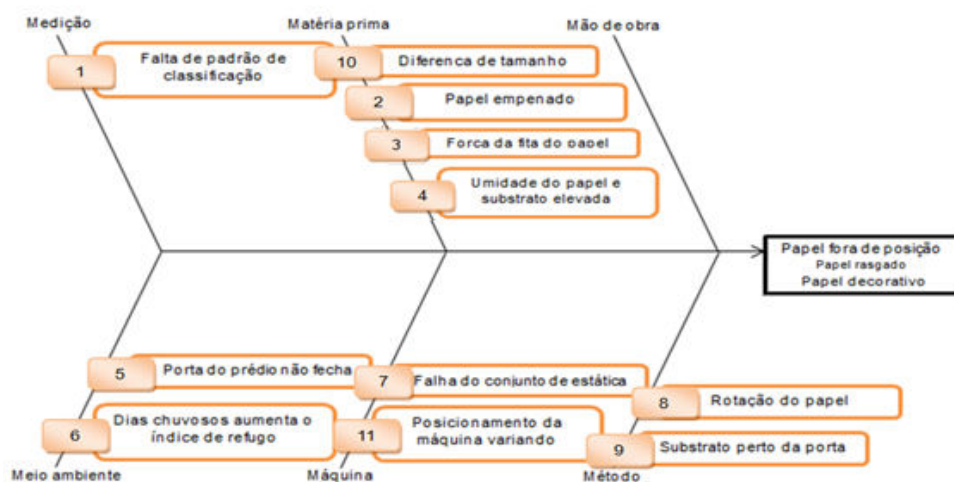 Medição
Matéria prima
Mão de obra
1
Falta de padrão de
classificação
10
Diferenca de tamanho
2
Papel empenado
3
Forca da fita do papel
4
Umidade do papel e
substrato elevada
Papel fora de posição
Papel rasgado
Papel decorativo
5
Porta do prédio não fecha
6
Dias chuvosos aumenta o
índice de refugo
7
Falha do conjunto de estática
11
Posicionamento da
máquina variando
8
Rotação do papel
9
Substrato perto da porta
Meio ambiente
Máquina
Método